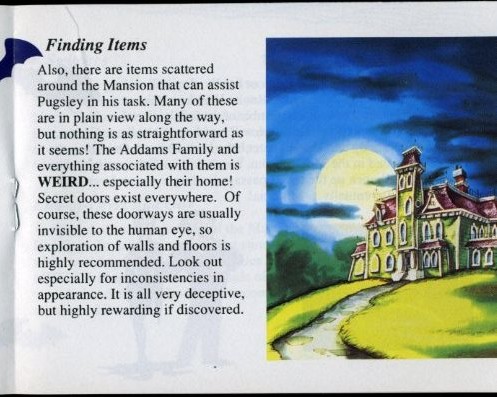 Finding Items
Also, there are items scattered
around the Mansion that can assist
Pugsley in his task. Many of these
are in plain view along the way,
but nothing is as straightforward as
it seems! The Addams Family and
everything associated with them is
WEIRD... especially their home!
Secret doors exist everywhere. Of
course, these doorways are usually
invisible to the human eye, so
exploration of walls and floors is
highly recommended. Look out
especially for inconsistencies in
appearance. It is all very deceptive,
but highly rewarding if discovered.